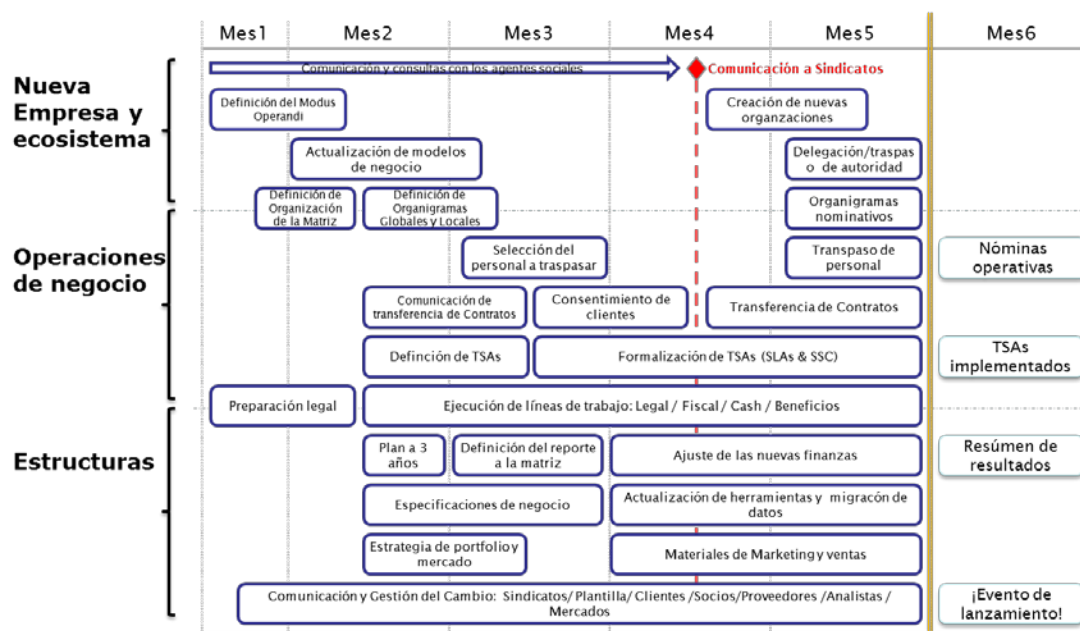 Mes1 Mes2 Mes3 Mes4 Mes5 Mes6
Nueva
Empresa y
ecosistema
Comunicación y consultas con los agentes sociales
Comunicación a Sindicatos
Definición del Modus
Operandi
Creación de nuevas
organzaciones
Actualización de modelos
de negocio
Delegación/traspas
o de autoridad
Definición de
Organización
de la Matriz
Definición de
Organigramas
Globales y Locales
Organigramas
nominativos
Operaciones
de negocio
Selección del
personal a traspasar
Transpaso de
personal
Nóminas
operativas
Comunicación de
transferencia de Contratos
Consentimiento de
clientes
Transferencia de Contratos
Definción de TSAs
Formalización de TSAs (SLAs & SSC)
TSAs
implementados
Preparación legal
Ejecución de líneas de trabajo: Legal / Fiscal / Cash / Beneficios
Estructuras
Plan a 3
años
Definición del reporte
a la matriz
Ajuste de las nuevas finanzas
Resúmen de
resultados
Especificaciones de negocio
Actualización de herramientas y migracón de
datos
Estrategia de portfolio y
mercado
Materiales de Marketing y ventas
Comunicación y Gestión del Cambio: Sindicatos/ Plantilla/ Clientes /Socios/Proveedores /Analistas /
Mercados
¡Evento de
lanzamiento!